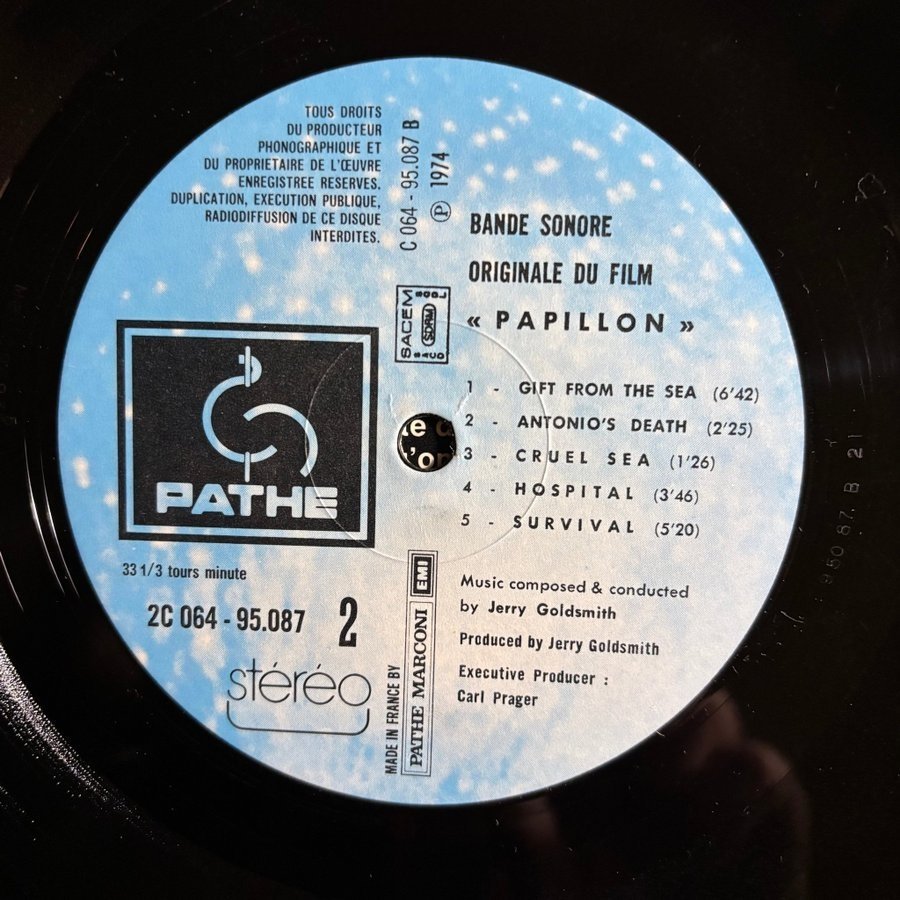 TOUS DROITS
DU PRODUCTEUR
PHONOGRAPHIQUE ET
DU PROPRIETAIRE DE L'ŒUVRE
ENREGISTREE RESERVES.
DUPLICATION, EXECUTION PUBLIQUE,
RADIODIFFUSION DE CE DISQUE
INTERDITES.
C 064 - 95.087 B
Ⓟ 1974
BANDE SONORE
ORIGINALE DU FILM
« PAPILLON »
SACEM
SDRM
SACD
1 - GIFT FROM THE SEA (6'42)
2 - ANTONIO'S DEATH (2'25)
3 - CRUEL SEA (1'26)
4 - HOSPITAL (3'46)
5 - SURVIVAL (5'20)
PATHE
33 1/3 tours minute
2C 064 - 95.087 2
stéréo
MADE IN FRANCE BY
PATHE MARCONI EMI
Music composed & conducted
by Jerry Goldsmith
Produced by Jerry Goldsmith
Executive Producer :
Carl Prager